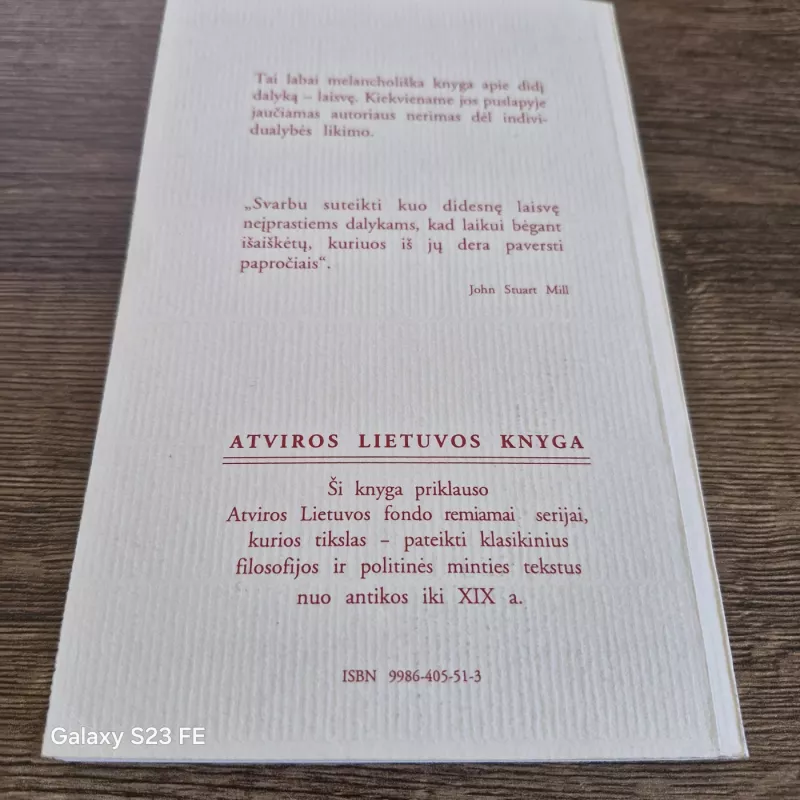 Tai labai melancholiška knyga apie didį
dalyką – laisvę. Kiekviename jos puslapyje
jaučiamas autoriaus nerimas dėl indivi-
dualybės likimo.
„Svarbu suteikti kuo didesnę laisvę
neįprastiems dalykams, kad laikui bėgant
išaiškėtų, kuriuos iš jų dera paversti
papročiais“.
John Stuart Mill
ATVIROS LIETUVOS KNYGA
Ši knyga priklauso
Atviros Lietuvos fondo remiamai serijai,
kurios tikslas – pateikti klasikinius
filosofijos ir politinės minties tekstus
nuo antikos iki XIX a.
ISBN 9986-405-51-3
Galaxy S23 FE